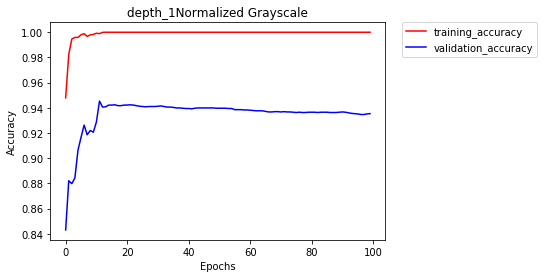 depth_1Normalized Grayscale
training_accuracy
validation_accuracy
1.00
0.98
0.96
0.94
0.92
0.90
0.88
0.86
0.84
Accuracy
0 20 40 60 80 100
Epochs